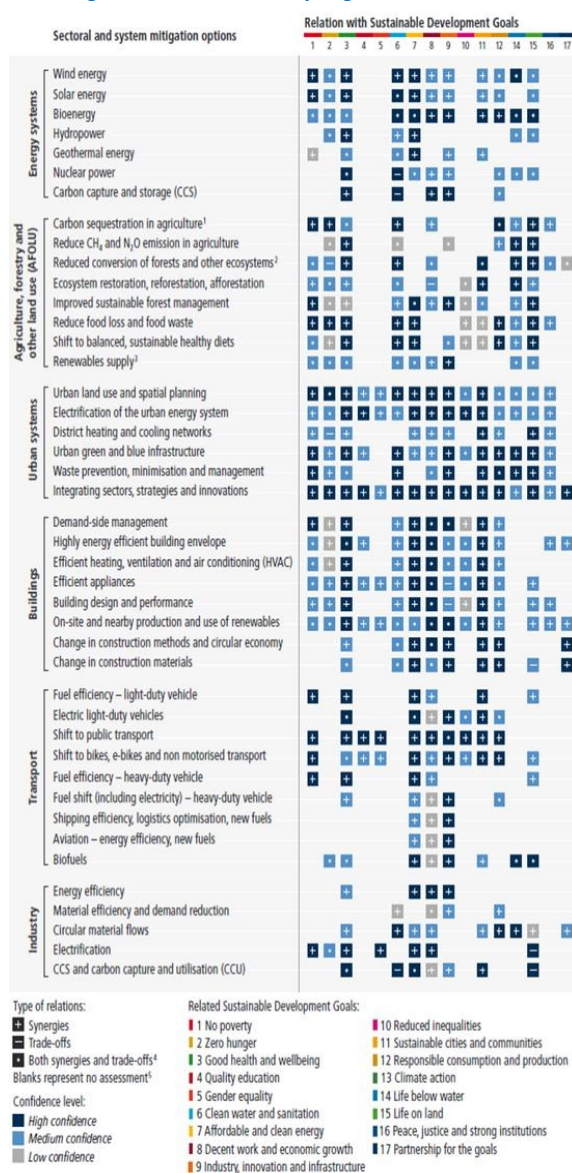 Relation with Sustainable Development Goals
Sectoral and system mitigation options
1 2 3 4 5 6 7 8 9 10 11 12 14 15 16 17
Energy systems
Wind energy
Solar energy
Bioenergy
Hydropower
Geothermal energy
Nuclear power
Carbon capture and storage (CCS)
Agriculture, forestry and other land use (AFOLU)
Carbon sequestration in agriculture¹
Reduce CH₄ and N₂O emission in agriculture
Reduced conversion of forests and other ecosystems²
Ecosystem restoration, reforestation, afforestation
Improved sustainable forest management
Reduce food loss and food waste
Shift to balanced, sustainable healthy diets
Renewables supply³
Urban systems
Urban land use and spatial planning
Electrification of the urban energy system
District heating and cooling networks
Urban green and blue infrastructure
Waste prevention, minimisation and management
Integrating sectors, strategies and innovations
Buildings
Demand-side management
Highly energy efficient building envelope
Efficient heating, ventilation and air conditioning (HVAC)
Efficient appliances
Building design and performance
On-site and nearby production and use of renewables
Change in construction methods and circular economy
Change in construction materials
Transport
Fuel efficiency – light-duty vehicle
Electric light-duty vehicles
Shift to public transport
Shift to bikes, e-bikes and non motorised transport
Fuel efficiency – heavy-duty vehicle
Fuel shift (including electricity) – heavy-duty vehicle
Shipping efficiency, logistics optimisation, new fuels
Aviation – energy efficiency, new fuels
Biofuels
Industry
Energy efficiency
Material efficiency and demand reduction
Circular material flows
Electrification
CCS and carbon capture and utilisation (CCU)
Type of relations:
+ Synergies
– Trade-offs
• Both synergies and trade-offs⁴
Blanks represent no assessment⁵
Confidence level:
High confidence
Medium confidence
Low confidence
Related Sustainable Development Goals:
1 No poverty
2 Zero hunger
3 Good health and wellbeing
4 Quality education
5 Gender equality
6 Clean water and sanitation
7 Affordable and clean energy
8 Decent work and economic growth
9 Industry, innovation and infrastructure
10 Reduced inequalities
11 Sustainable cities and communities
12 Responsible consumption and production
13 Climate action
14 Life below water
15 Life on land
16 Peace, justice and strong institutions
17 Partnership for the goals